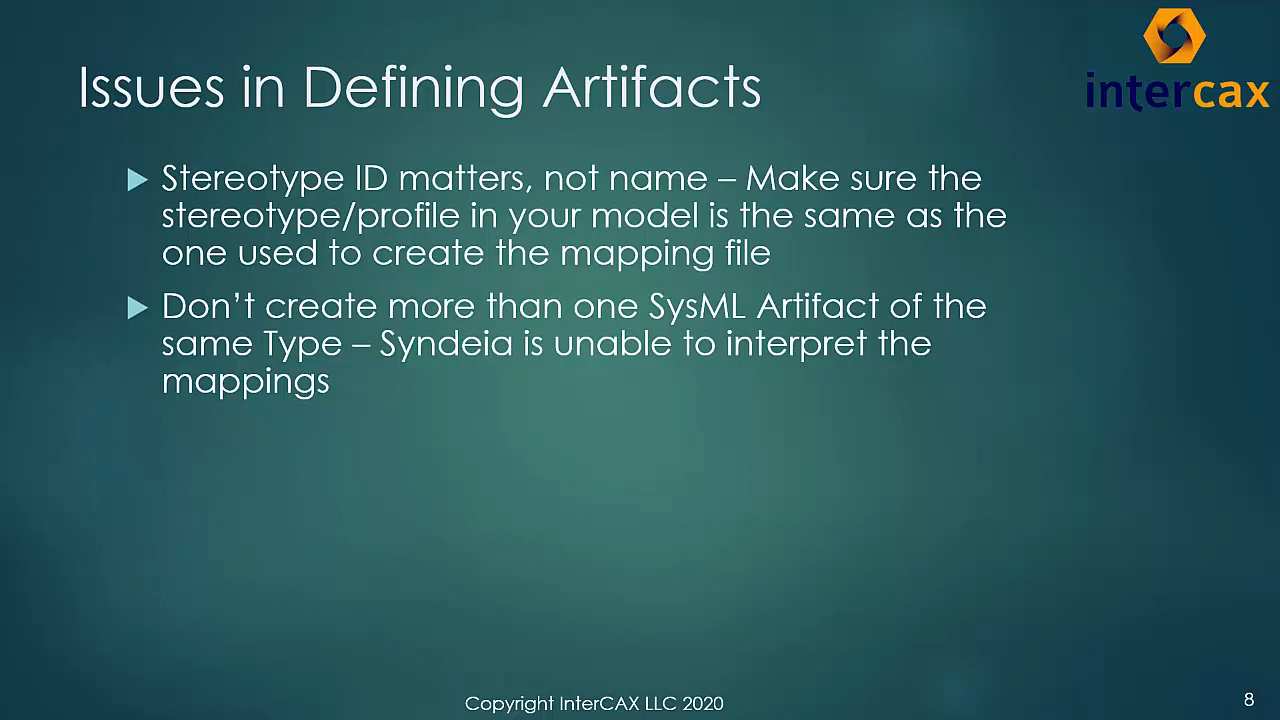 intercax
Issues in Defining Artifacts
Stereotype ID matters, not name – Make sure the
stereotype/profile in your model is the same as the
one used to create the mapping file
Don’t create more than one SysML Artifact of the
same Type – Syndeia is unable to interpret the
mappings
Copyright InterCAX LLC 2020
8